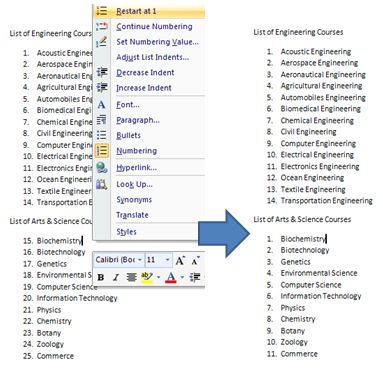 List of Engineering Courses
1. Acoustic Enginee
2. Aerospace Engine
3. Aeronautical Engi
4. Agricultural Engi
5. Automobiles Engi
6. Biomedical Engine
7. Chemical Enginee
8. Civil Engineering
9. Computer Engine
10. Electrical Enginee
11. Electronics Engin
12. Ocean Engineerin
13. Textile Engineeri
14. Transportation E
List of Arts & Science Cou
15. Biochemistry
16. Biotechnology
17. Genetics
18. Environmental S
19. Computer Science
20. Information Technology
21. Physics
22. Chemistry
23. Botany
24. Zoology
25. Commerce
Restart at 1
Continue Numbering
Set Numbering Value...
Adjust List Indents...
Decrease Indent
Increase Indent
Font...
Paragraph...
Bullets
Numbering
Hyperlink...
Look Up...
Synonyms
Translate
Styles
Calibri (Boc 11 A A
B I ab A
List of Engineering Courses
1. Acoustic Engineering
2. Aerospace Engineering
3. Aeronautical Engineering
4. Agricultural Engineering
5. Automobiles Engineering
6. Biomedical Engineering
7. Chemical Engineering
8. Civil Engineering
9. Computer Engineering
10. Electrical Engineering
11. Electronics Engineering
12. Ocean Engineering
13. Textile Engineering
14. Transportation Engineering
List of Arts & Science Courses
1. Biochemistry
2. Biotechnology
3. Genetics
4. Environmental Science
5. Computer Science
6. Information Technology
7. Physics
8. Chemistry
9. Botany
10. Zoology
11. Commerce